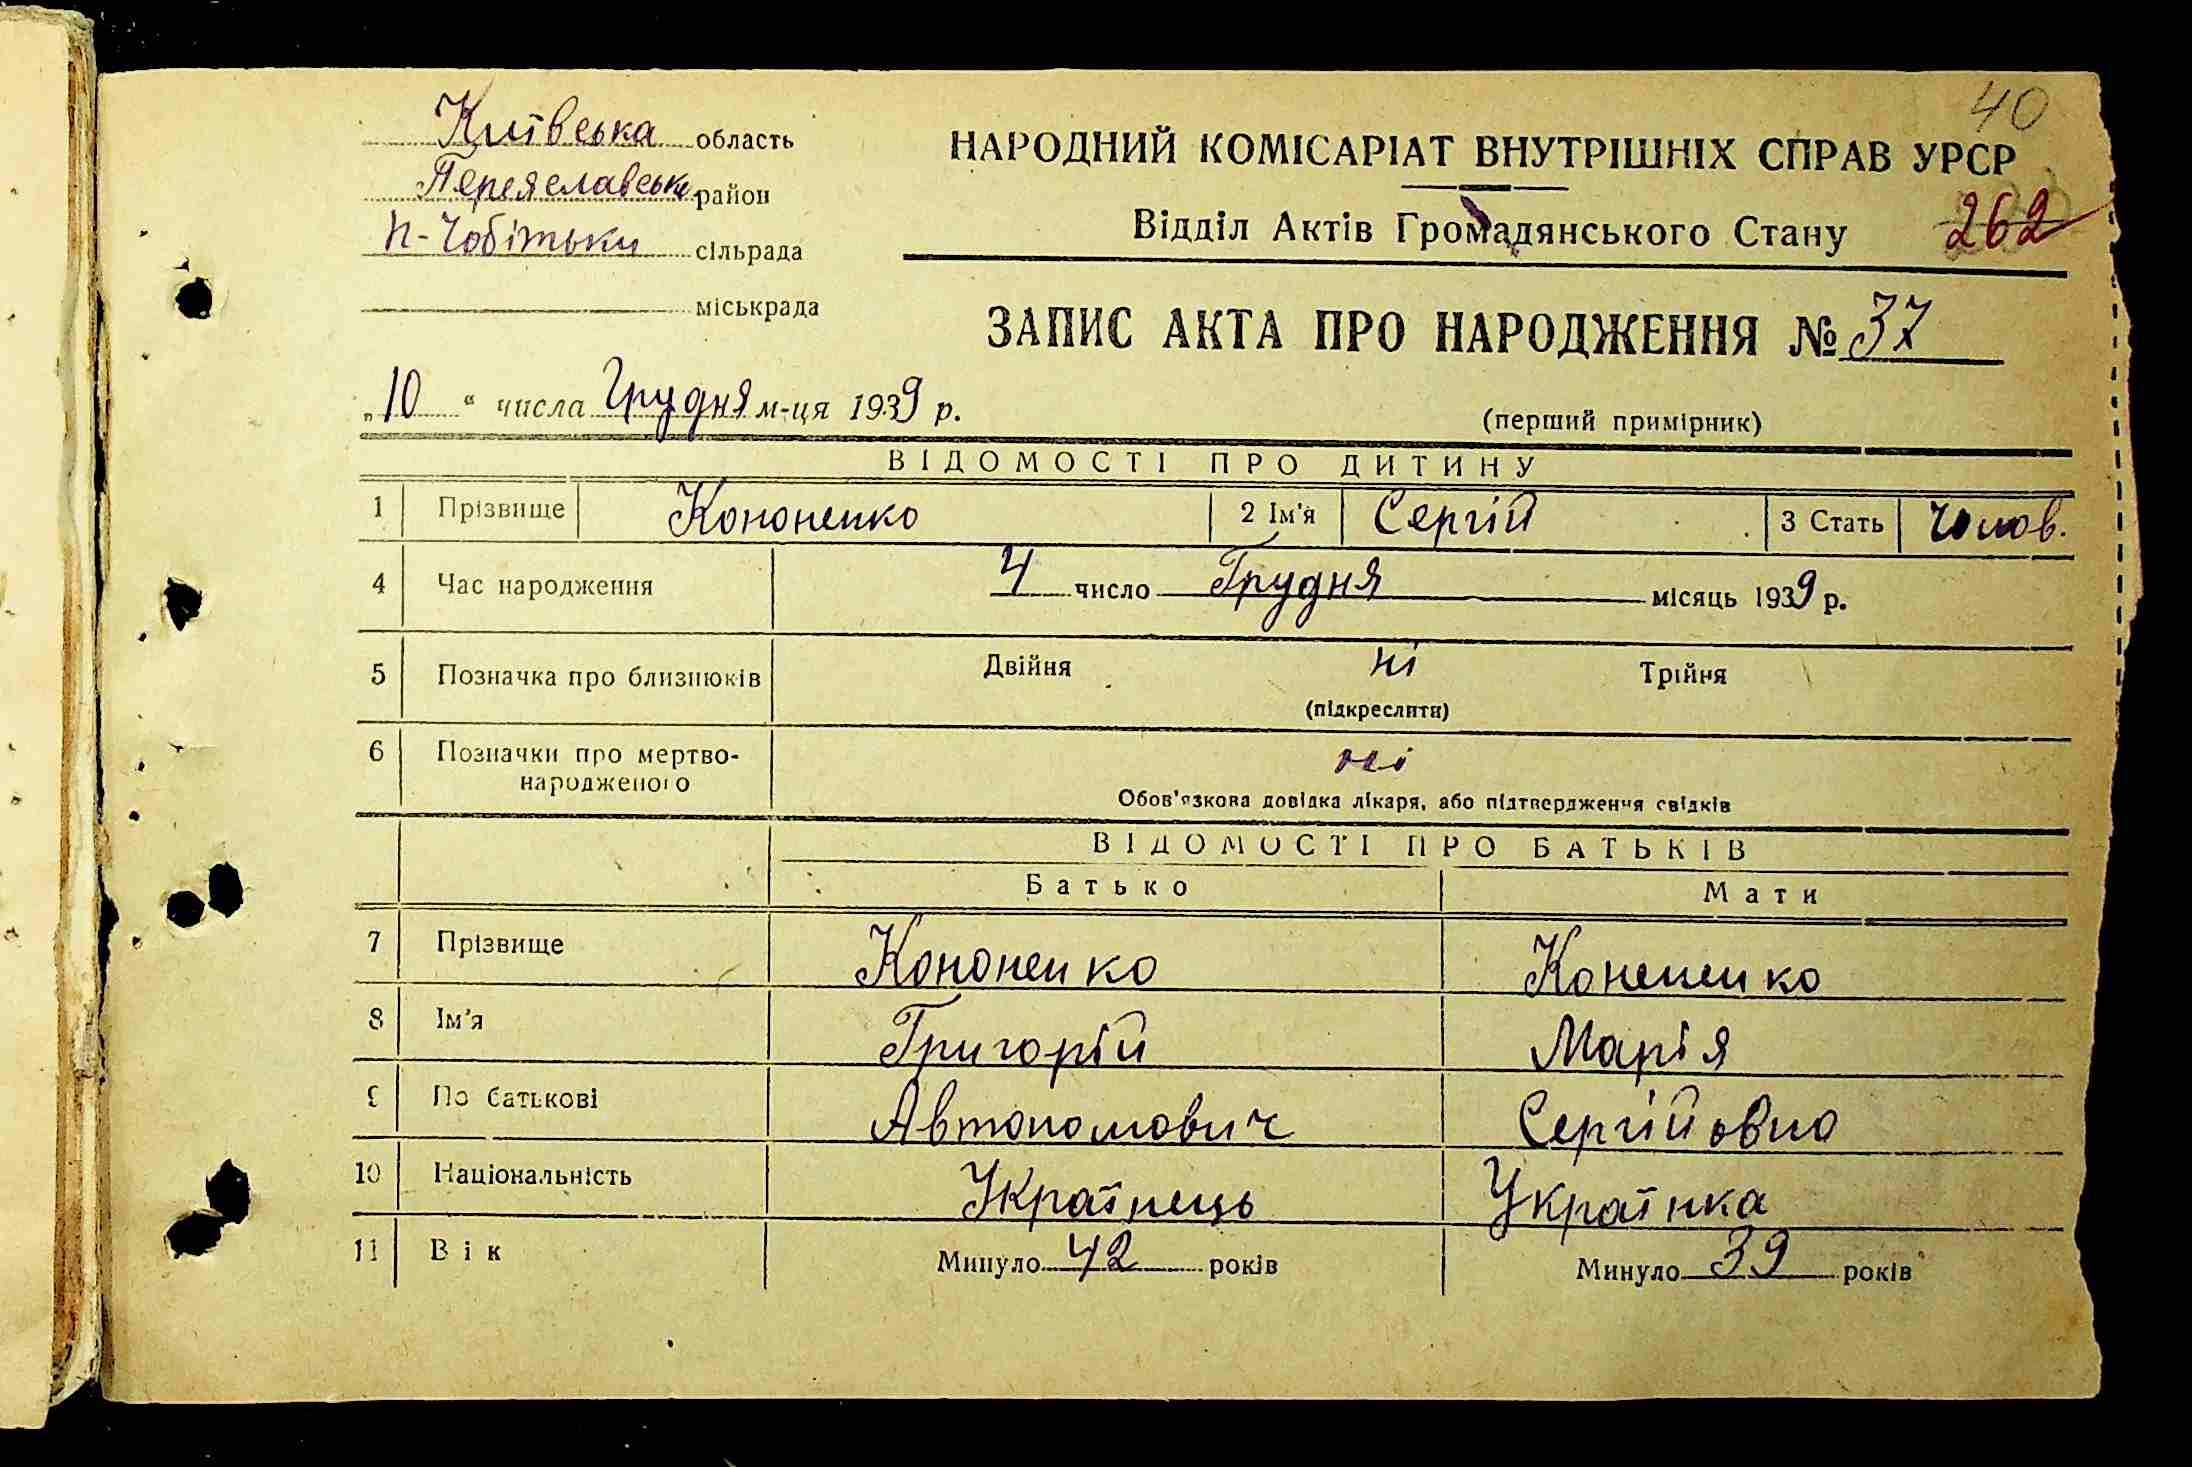 40
Київська область
Переяславськи район
п-Чобітьки сільрада
міськрада
НАРОДНИЙ КОМІСАРІАТ ВНУТРІШНІХ СПРАВ УРСР
Відділ Актів Громадянського Стану
262
ЗАПИС АКТА ПРО НАРОДЖЕННЯ № 37
„10“ числа Грудня м-ця 1939 р.
(перший примірник)
ВІДОМОСТІ ПРО ДИТИНУ
1 Прізвище Кононенко 2 Ім'я Сергій 3 Стать Чолов.
4 Час народження 4 число Грудня місяць 1939 р.
5 Позначка про близнюків Двійня ні Трійня
(підкреслити)
6 Позначки про мертво-
народженого
ні
Обов'язкова довідка лікаря, або підтвердження свідків
ВІДОМОСТІ ПРО БАТЬКІВ
Батько Мати
7 Прізвище Кононенко Конененко
8 Ім'я Григорій Марія
9 По батькові Автономович Сергійовна
10 Національність Українець Українка
11 Вік Минуло 42 років Минуло 39 років